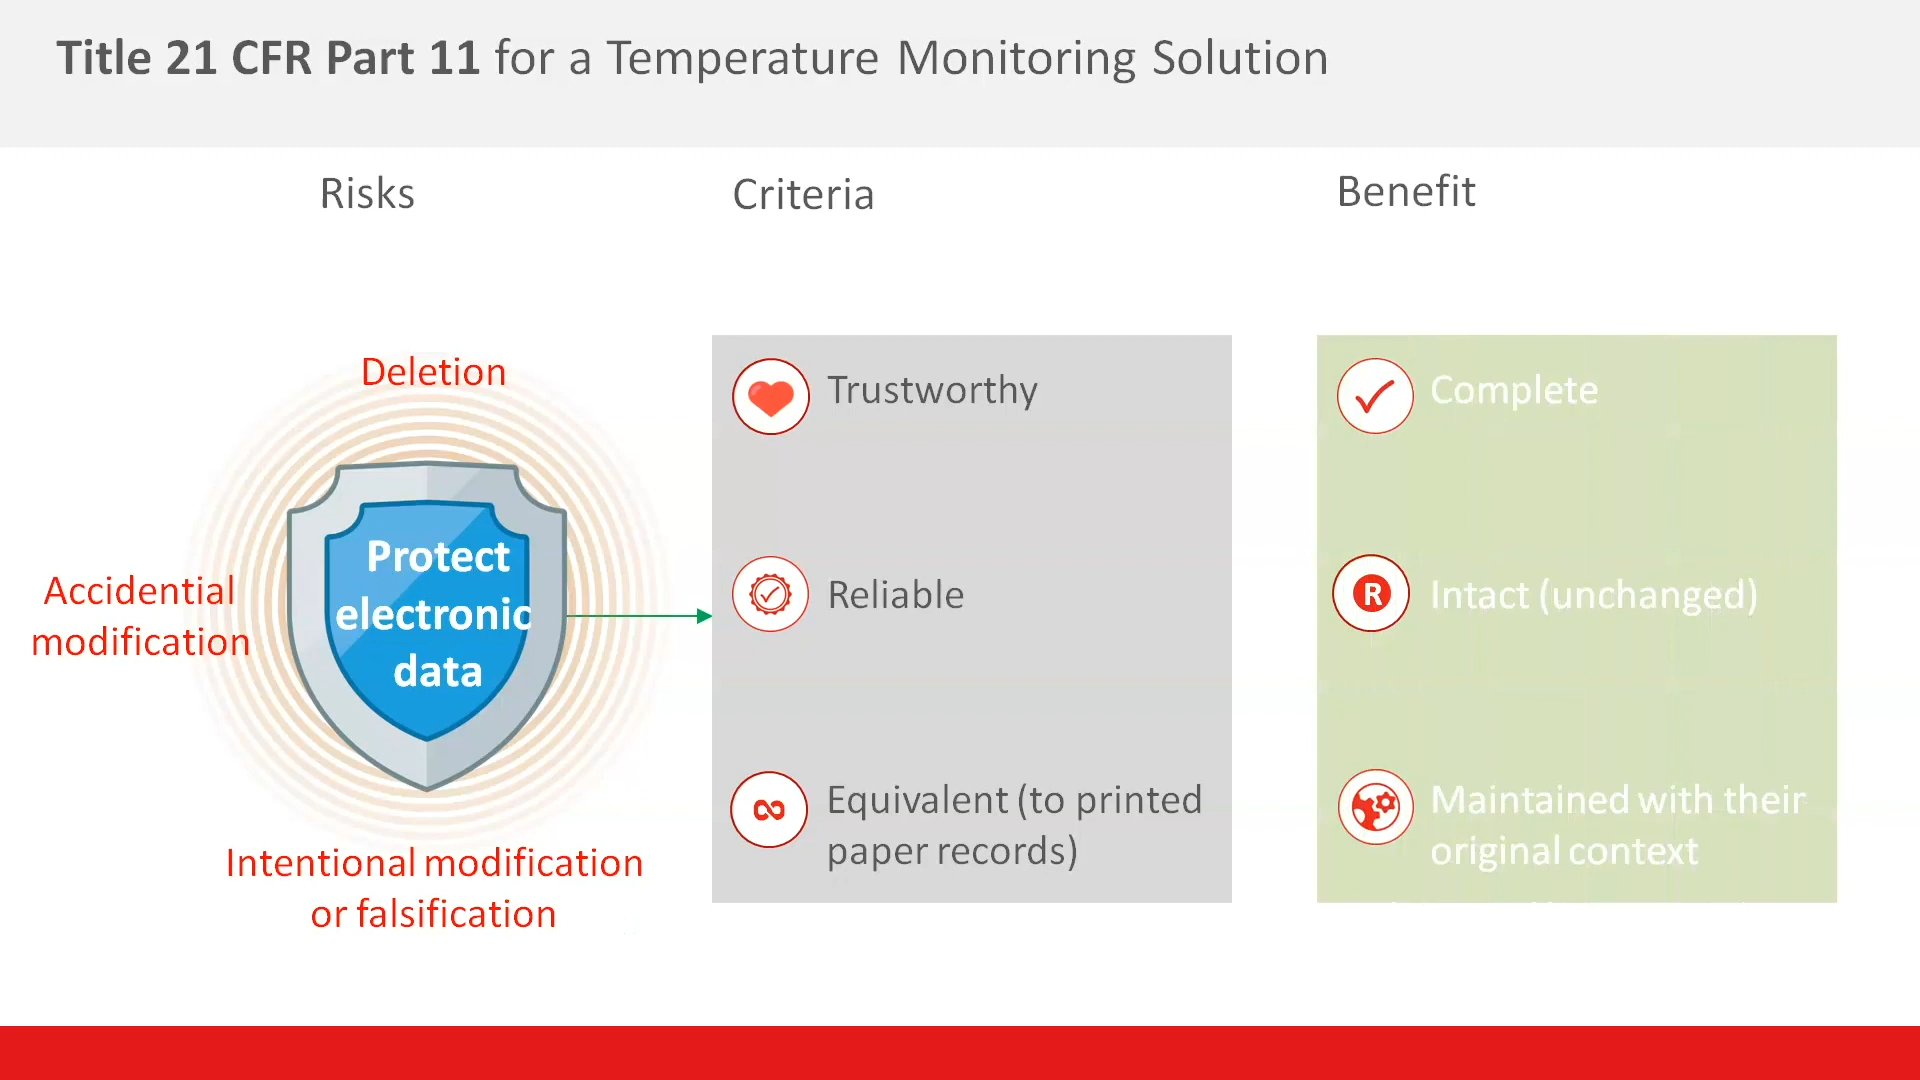 Title 21 CFR Part 11 for a Temperature Monitoring Solution
Risks
Criteria
Benefit
Deletion
Accidential
modification
Protect
electronic
data
Intentional modification
or falsification
Trustworthy
Reliable
Equivalent (to printed
paper records)
Complete
R
Intact (unchanged)
Maintained with their
original context